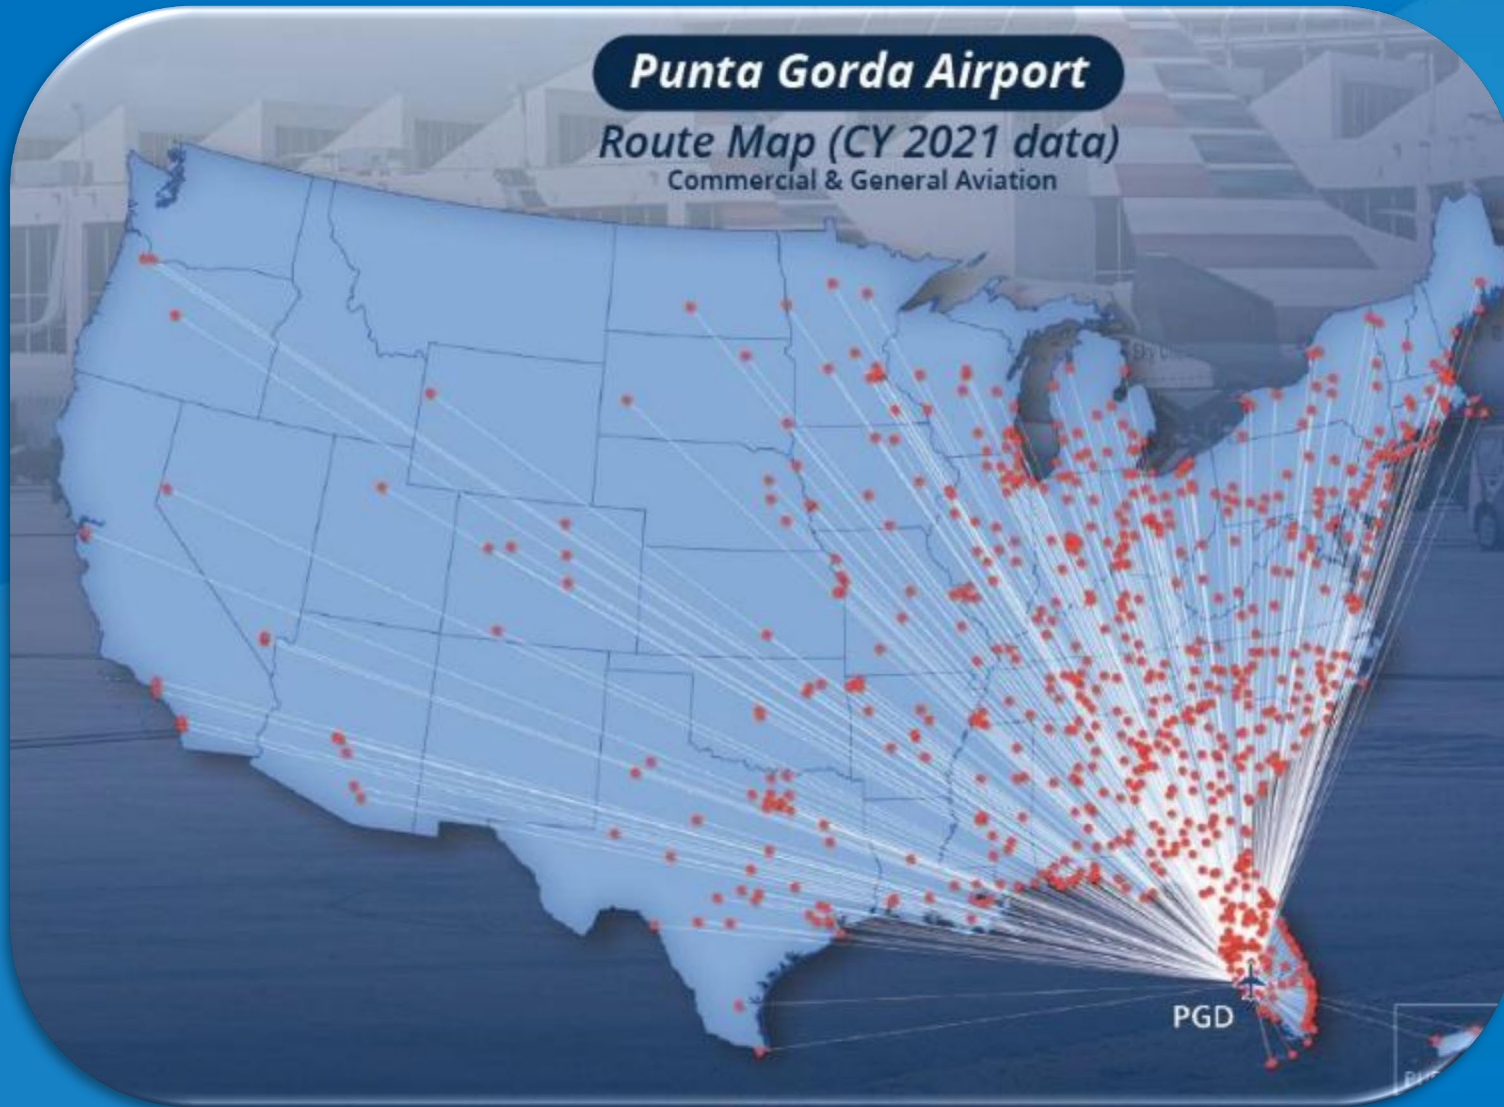 Punta Gorda Airport
Route Map (CY 2021 data)
Commercial & General Aviation
PGD